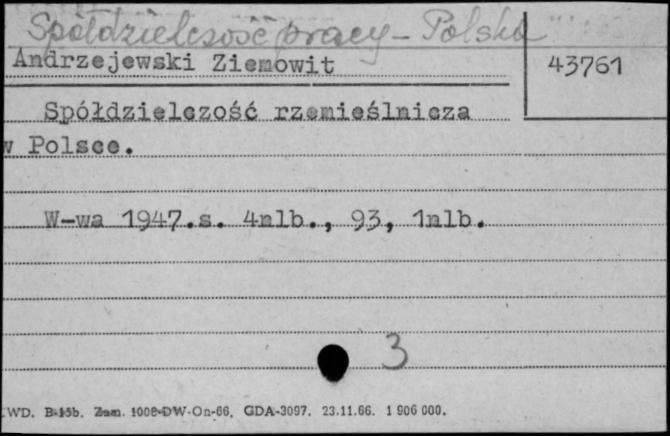 Spółdzielczość pracy - Polska
Andrzejewski Ziemowit
43761
Spółdzielczość rzemieślnicza
w Polsce.
W-wa 1947.s. 4nlb., 93, 1nlb.
3
WD. B-15b. Zam. 1008-DW-On-66. GDA-3097. 23.11.66. 1 906 000.